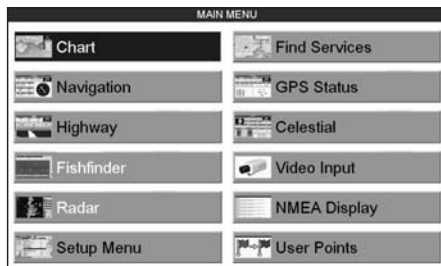 MAIN MENU
Chart
Find Services
Navigation
GPS Status
Highway
Celestial
Fishfinder
Video Input
Radar
NMEA Display
Setup Menu
User Points